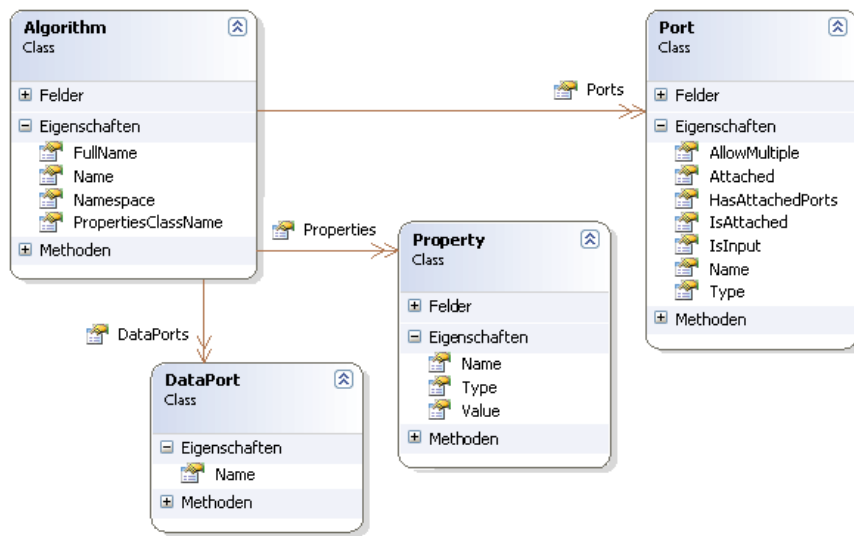 Algorithm
Class
Felder
Eigenschaften
FullName
Name
Namespace
PropertiesClassName
Methoden
Ports
Port
Class
Felder
Eigenschaften
AllowMultiple
Attached
HasAttachedPorts
IsAttached
IsInput
Name
Type
Methoden
Properties
Property
Class
Felder
Eigenschaften
Name
Type
Value
Methoden
DataPorts
DataPort
Class
Eigenschaften
Name
Methoden